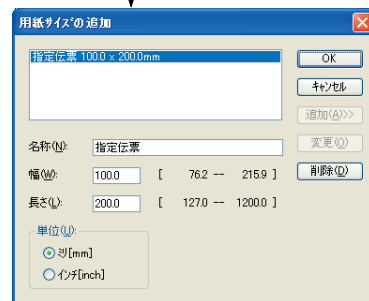 用紙ｻｲｽﾞの追加
指定伝票 100.0 x 200.0mm
OK
ｷｬﾝｾﾙ
追加(A)>>
変更(O)
削除(D)
名称(N): 指定伝票
幅(W): 100.0 [ 76.2 -- 215.9 ]
長さ(L): 200.0 [ 127.0 -- 1200.0 ]
単位(U):
ﾐﾘ[mm]
ｲﾝﾁ[inch]